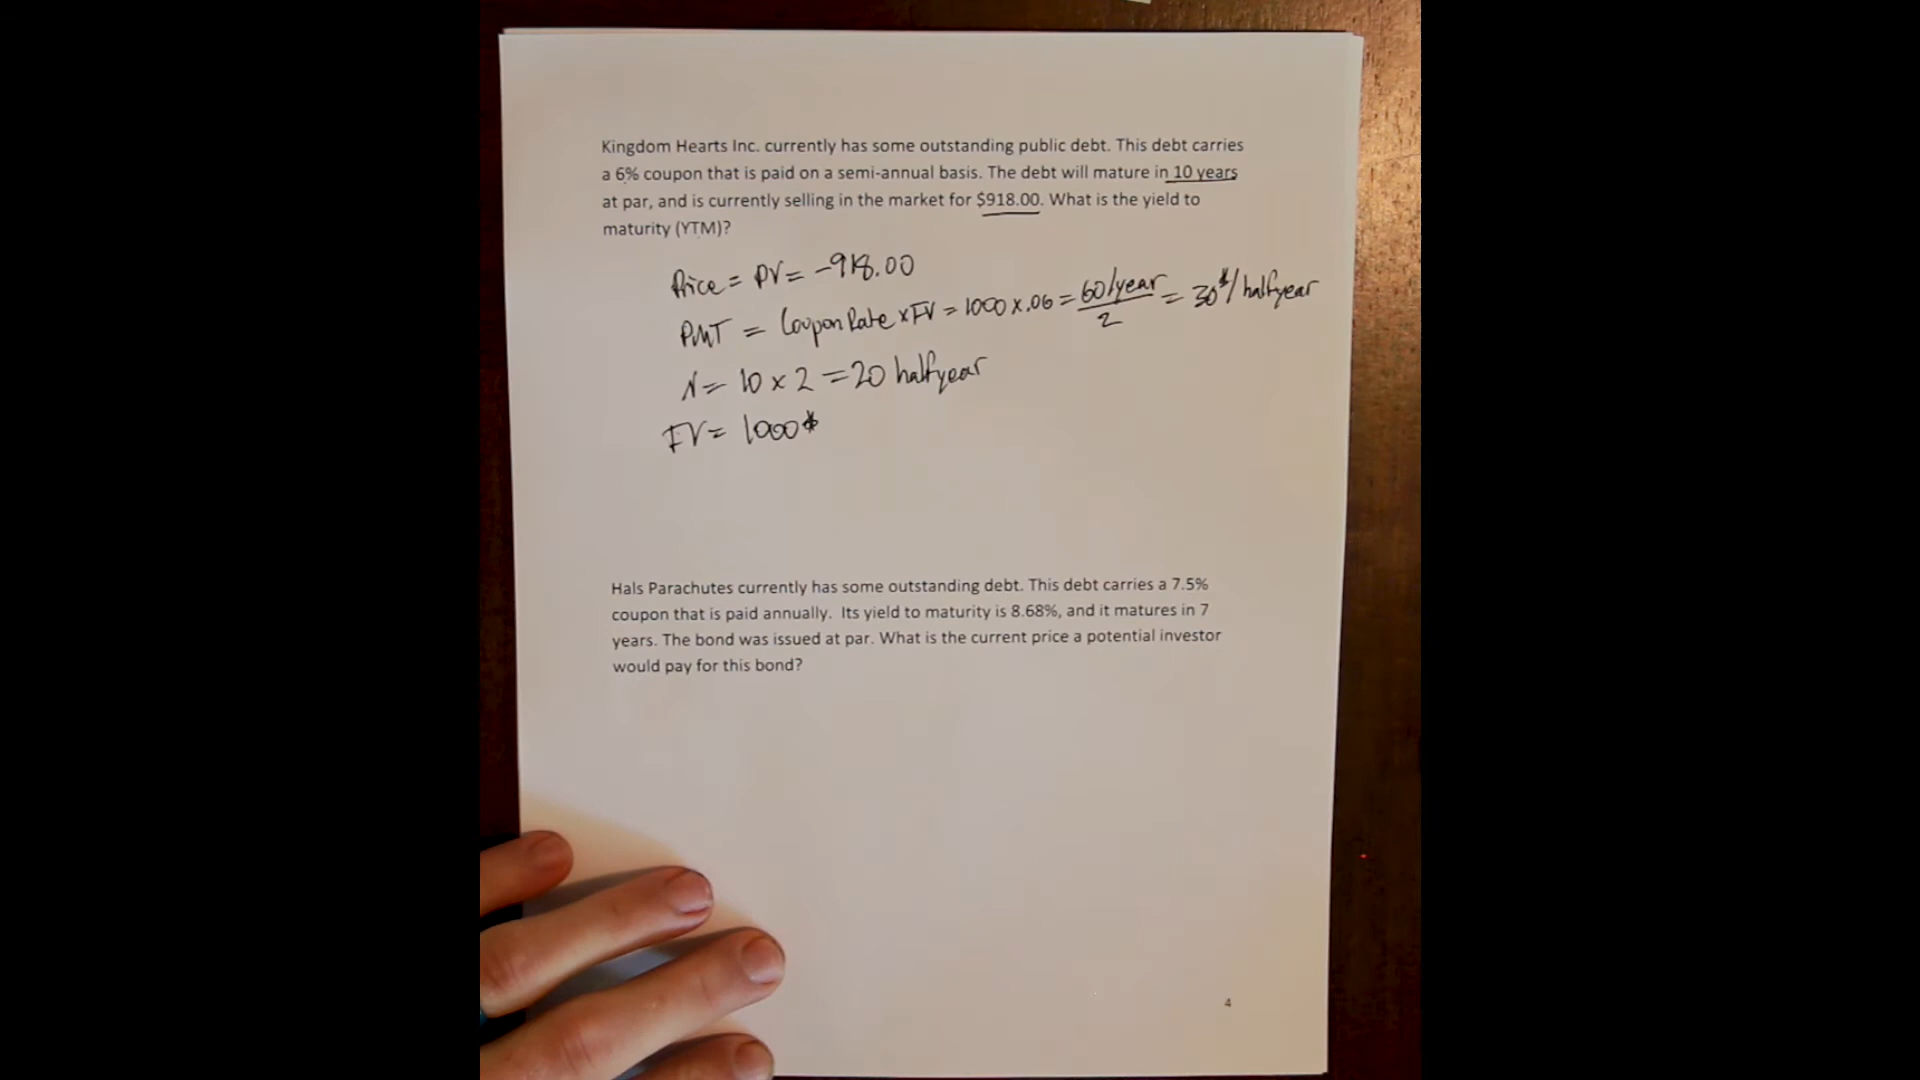 Kingdom Hearts Inc. currently has some outstanding public debt. This debt carries
a 6% coupon that is paid on a semi-annual basis. The debt will mature in 10 years
at par, and is currently selling in the market for $918.00. What is the yield to
maturity (YTM)?
Price = PV = -918.00
PMT = Coupon Rate x FV = 1000 x .06 = 60/year / 2 = 30$/halfyear
N = 10 x 2 = 20 halfyear
FV = 1000$
Hals Parachutes currently has some outstanding debt. This debt carries a 7.5%
coupon that is paid annually. Its yield to maturity is 8.68%, and it matures in 7
years. The bond was issued at par. What is the current price a potential investor
would pay for this bond?
4